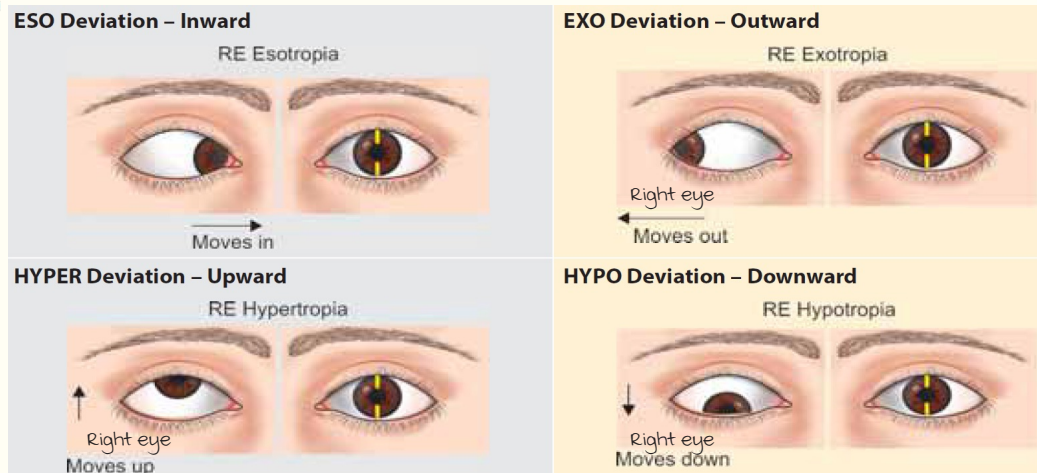 ESO Deviation – Inward
RE Esotropia
Moves in
EXO Deviation – Outward
RE Exotropia
Right eye
Moves out
HYPER Deviation – Upward
RE Hypertropia
Right eye
Moves up
HYPO Deviation – Downward
RE Hypotropia
Right eye
Moves down